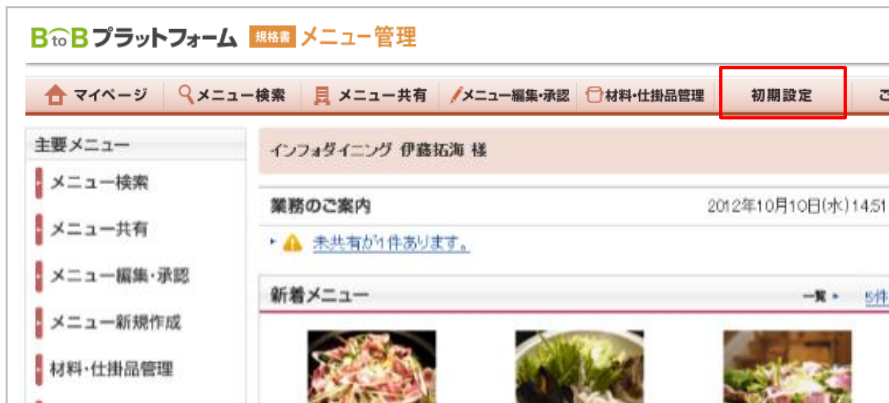 BtoBプラットフォーム 規格書 メニュー管理
マイページ メニュー検索 メニュー共有 メニュー編集・承認 材料・仕掛品管理 初期設定 ご
主要メニュー
インフォダイニング 伊藤拓海 様
メニュー検索
業務のご案内 2012年10月10日(水)14:51
メニュー共有
未共有が1件あります。
メニュー編集・承認
新着メニュー 一覧 5件
メニュー新規作成
材料・仕掛品管理